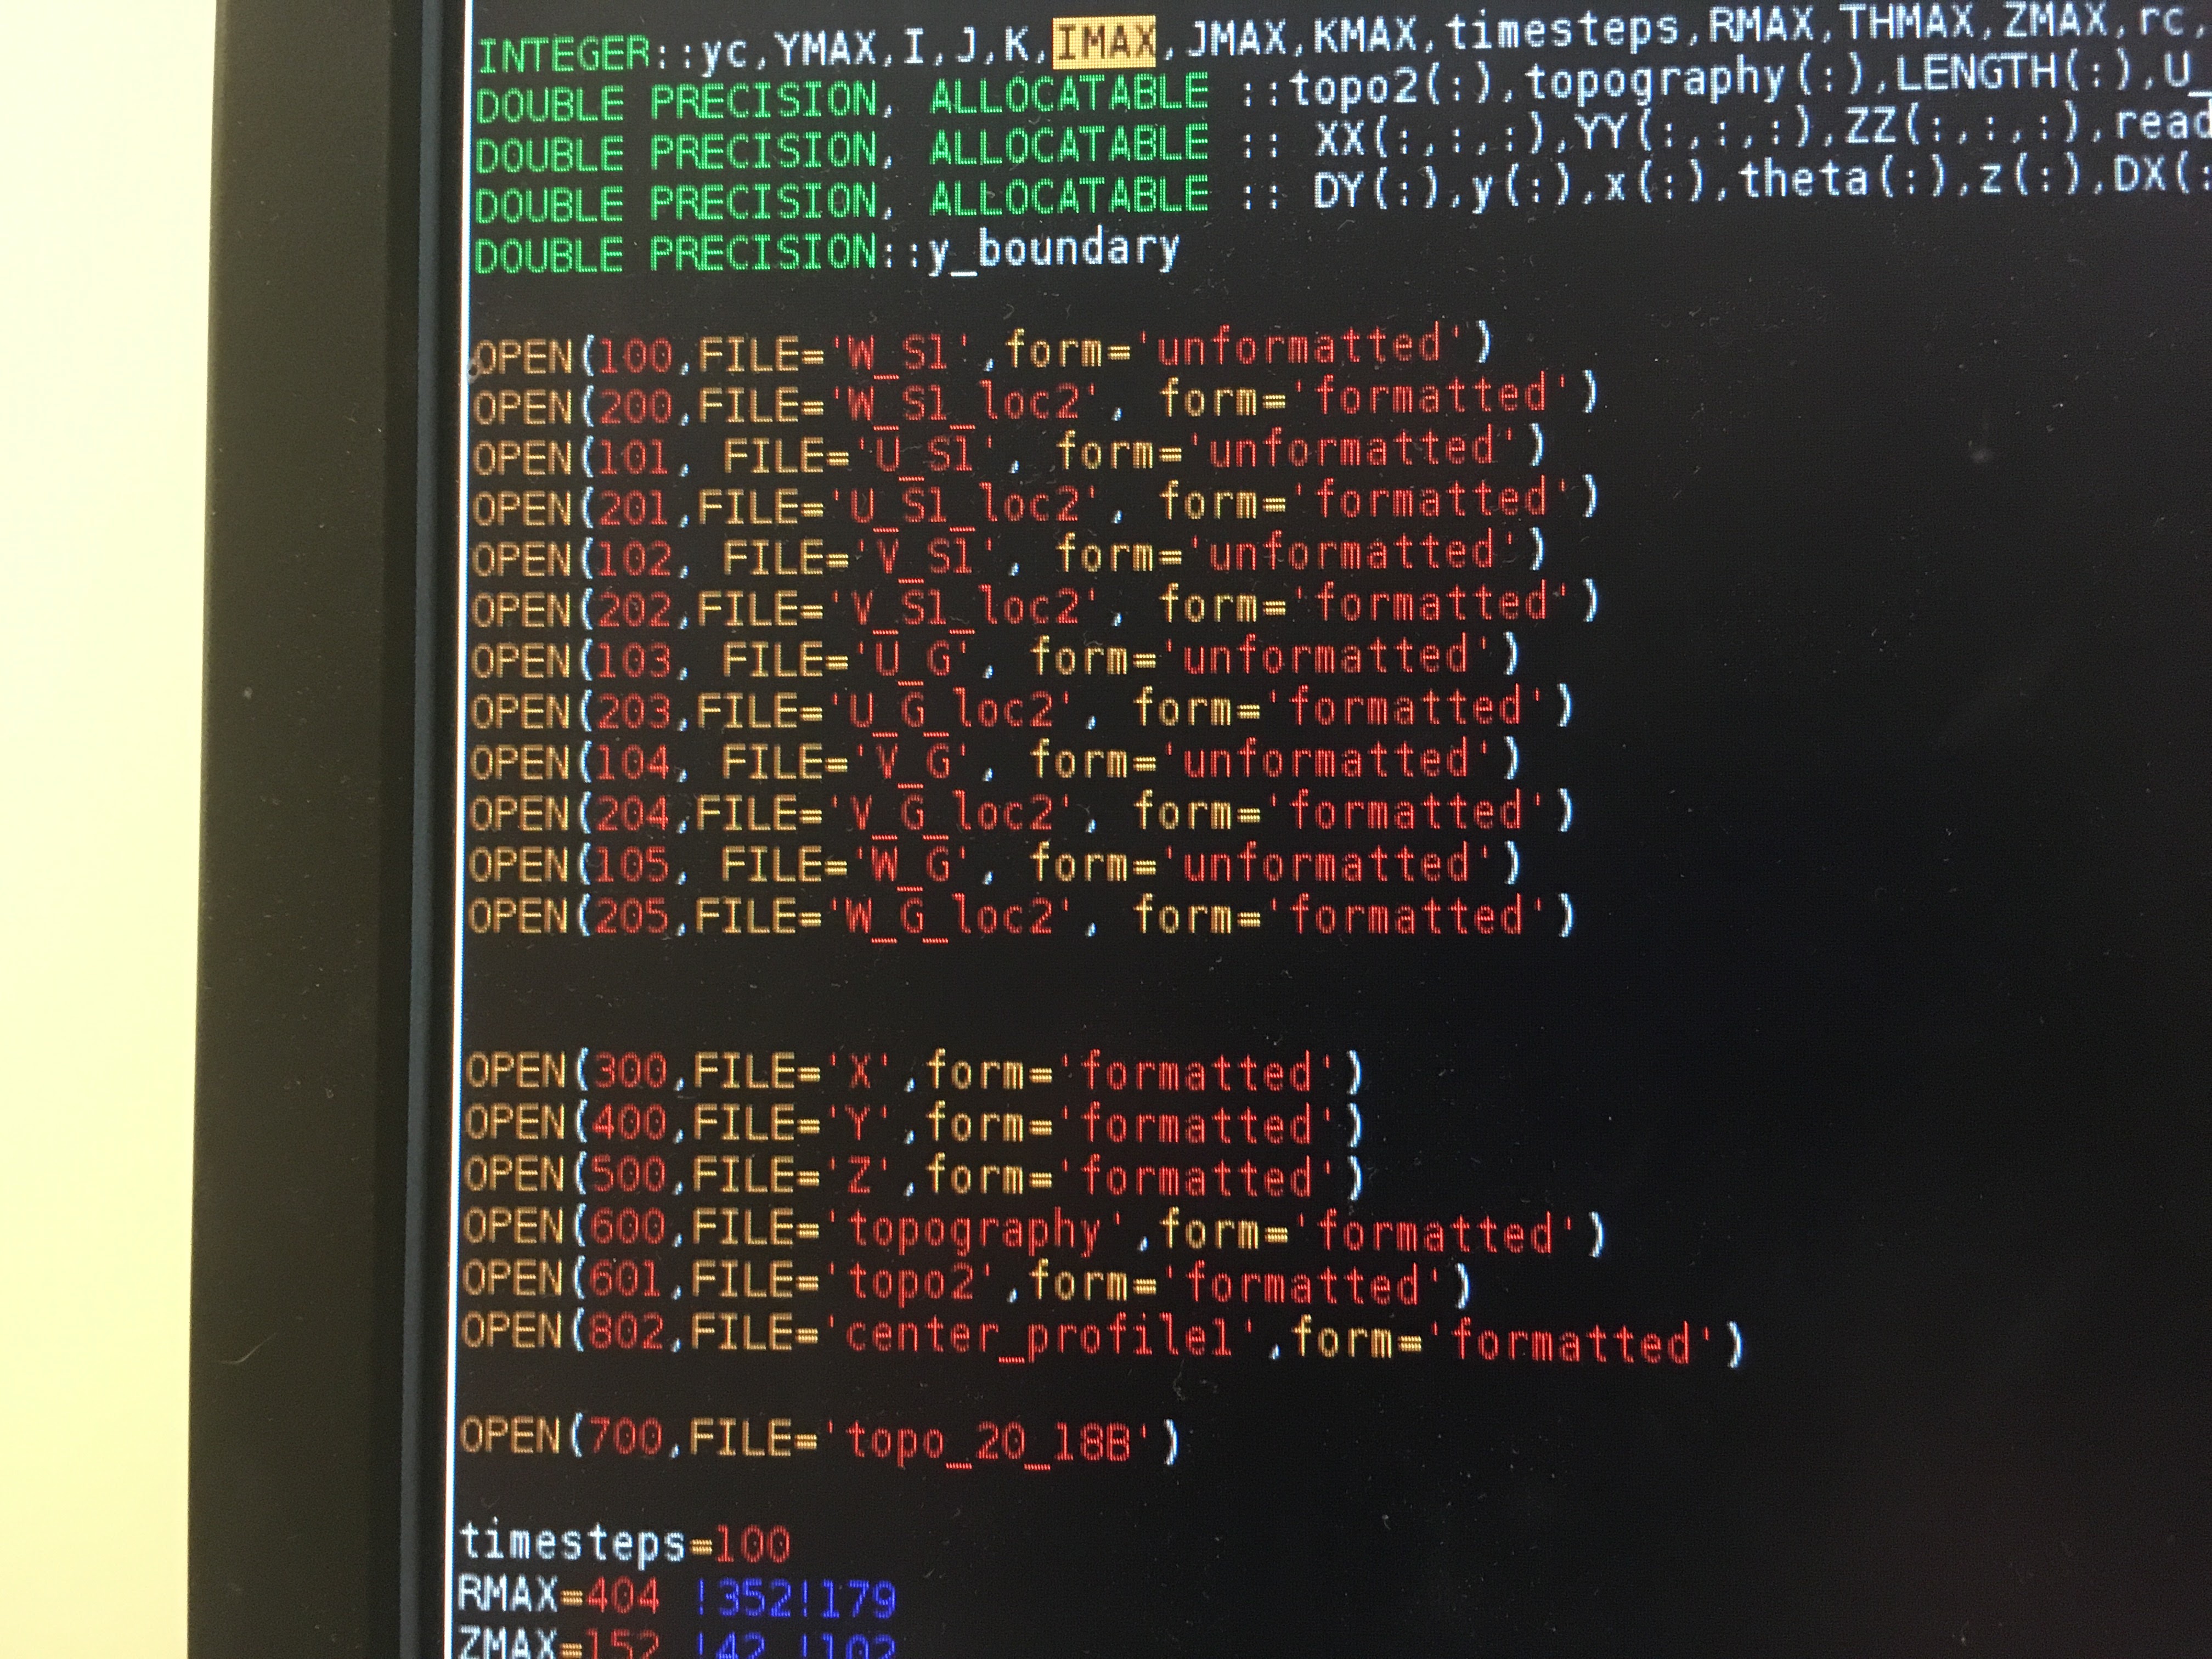 INTEGER::yc,YMAX,I,J,K,IMAX,JMAX,KMAX,timesteps,RMAX,THMAX,ZMAX,rc,
DOUBLE PRECISION, ALLOCATABLE ::topo2(:),topography(:),LENGTH(:),U_
DOUBLE PRECISION, ALLOCATABLE :: XX(:,:,:),YY(:,:,:),ZZ(:,:,:),read
DOUBLE PRECISION, ALLOCATABLE :: DY(:),y(:),x(:),theta(:),z(:),DX(:
DOUBLE PRECISION::y_boundary
OPEN(100,FILE='W_S1',form='unformatted')
OPEN(200,FILE='W_S1_loc2', form='formatted')
OPEN(101, FILE='U_S1', form='unformatted')
OPEN(201,FILE='U_S1_loc2', form='formatted')
OPEN(102, FILE='V_S1', form='unformatted')
OPEN(202,FILE='V_S1_loc2', form='formatted')
OPEN(103, FILE='U_G', form='unformatted')
OPEN(203,FILE='U_G_loc2', form='formatted')
OPEN(104, FILE='V_G', form='unformatted')
OPEN(204,FILE='V_G_loc2', form='formatted')
OPEN(105, FILE='W_G', form='unformatted')
OPEN(205,FILE='W_G_loc2', form='formatted')
OPEN(300,FILE='X',form='formatted')
OPEN(400,FILE='Y',form='formatted')
OPEN(500,FILE='Z',form='formatted')
OPEN(600,FILE='topography',form='formatted')
OPEN(601,FILE='topo2',form='formatted')
OPEN(802,FILE='center_profile1',form='formatted')
OPEN(700,FILE='topo_20_18B')
timesteps=100
RMAX=404 !352!179
ZMAX=152 !42 !102